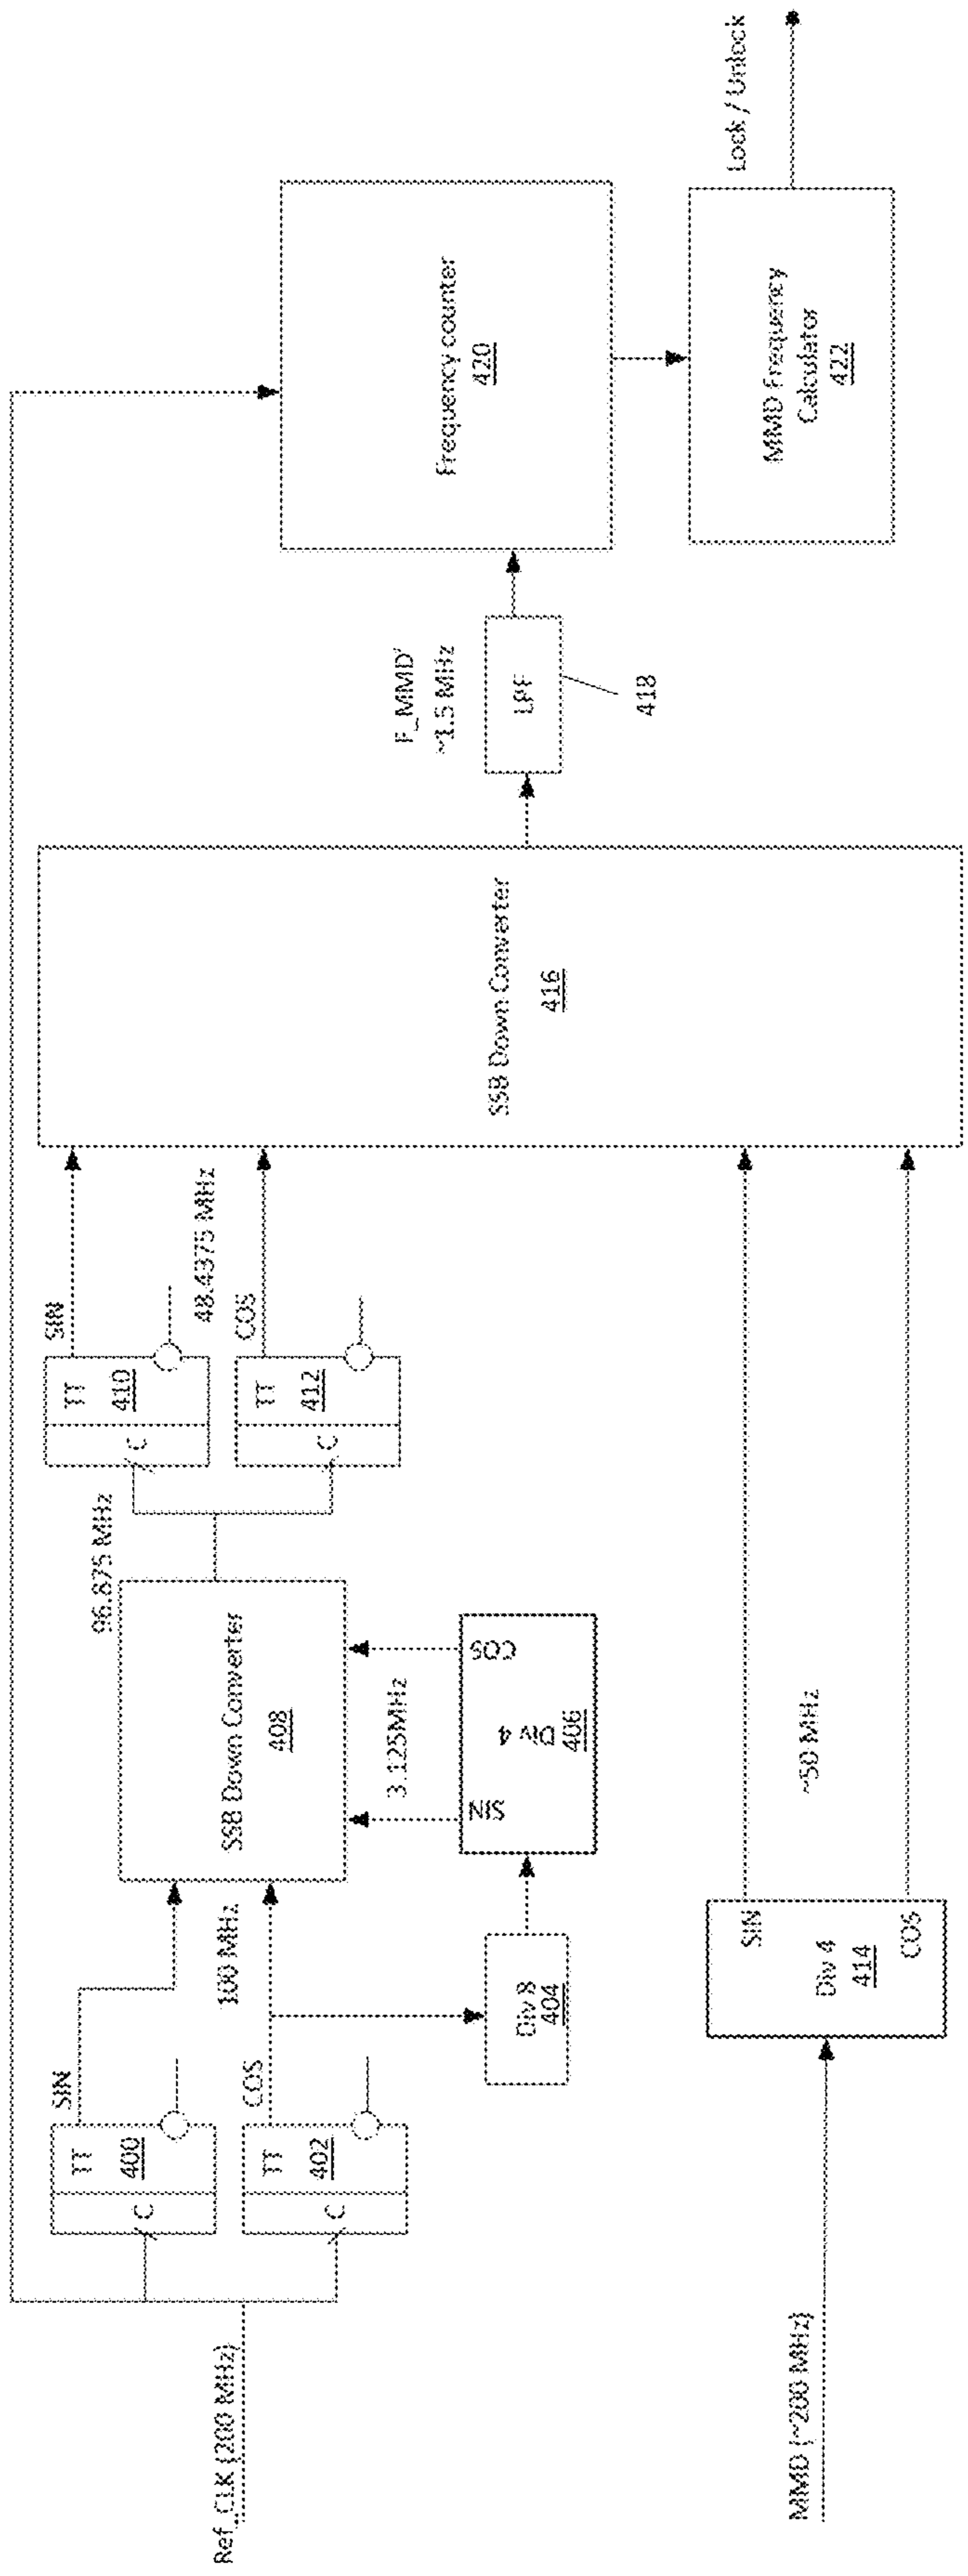 Ref_CLK (200 MHz)
C
TT
400
SIN
C
TT
402
COS
100 MHz
Div 8
404
Div 4
406
SIN
COS
3.125MHz
SSB Down Converter
408
96.875 MHz
C
TT
410
SIN
C
TT
412
COS
48.4375 MHz
MMD (~200 MHz)
Div 4
414
SIN
COS
~50 MHz
SSB Down Converter
416
F_MMD'
~1.5 MHz
LPF
418
Frequency counter
420
MMD Frequency
Calculator
422
Lock / Unlock